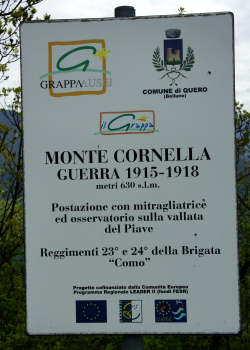 GRAPPA
COMUNE DI QUERO
(Belluno)
il Grappa
MONTE CORNELLA
GUERRA 1915-1918
metri 630 s.l.m.
Postazione con mitragliatrice
ed osservatorio sulla vallata
del Piave
Reggimenti 23° e 24° della Brigata
"Como"
Progetto cofinanziato dalla Comunità Europea
Programma Regionale LEADER II (fondi FESR)